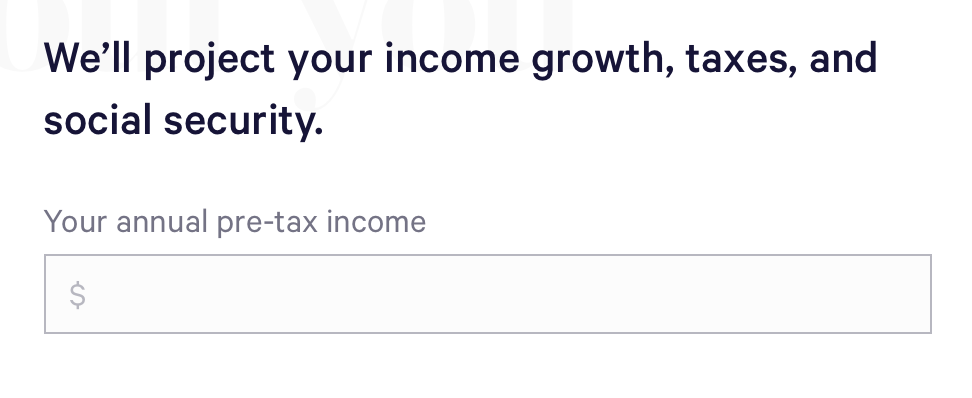 We’ll project your income growth, taxes, and
social security.
Your annual pre-tax income
$